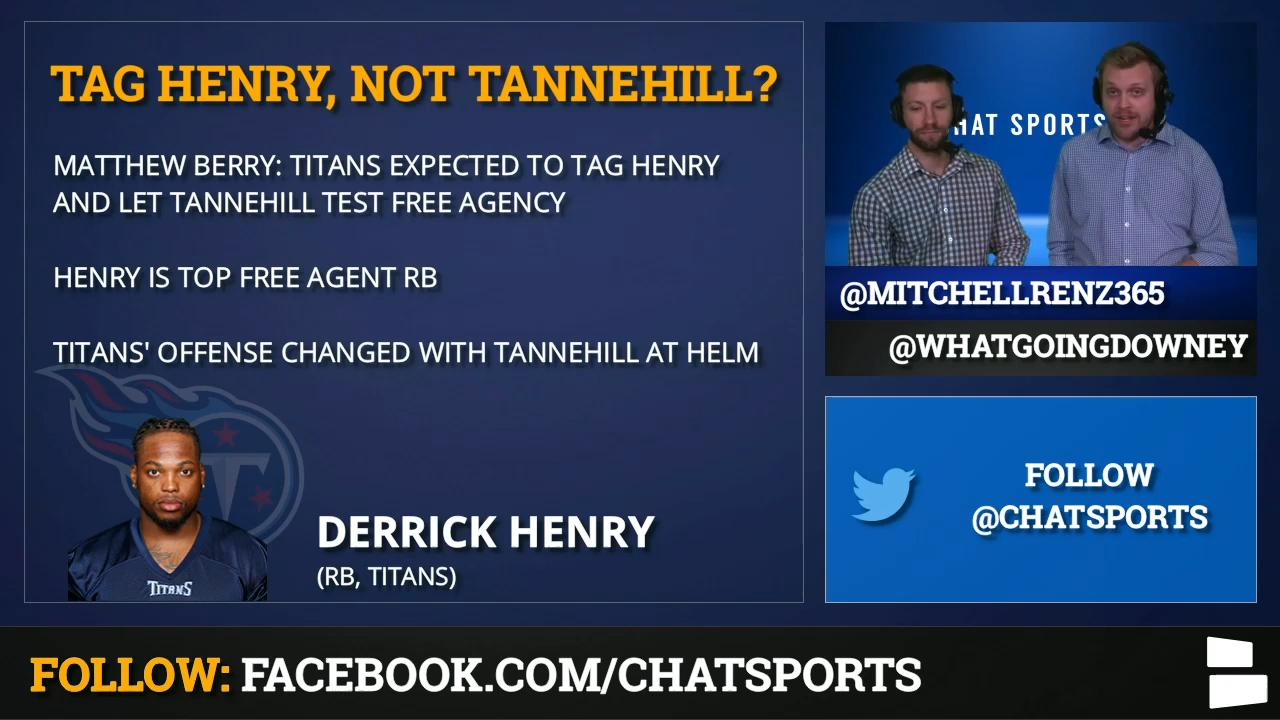 TAG HENRY, NOT TANNEHILL?
MATTHEW BERRY: TITANS EXPECTED TO TAG HENRY
AND LET TANNEHILL TEST FREE AGENCY
HENRY IS TOP FREE AGENT RB
TITANS' OFFENSE CHANGED WITH TANNEHILL AT HELM
TITANS
DERRICK HENRY
(RB, TITANS)
HAT SPORTS
@MITCHELLRENZ365
@WHATGOINGDOWNEY
FOLLOW
@CHATSPORTS
FOLLOW: FACEBOOK.COM/CHATSPORTS